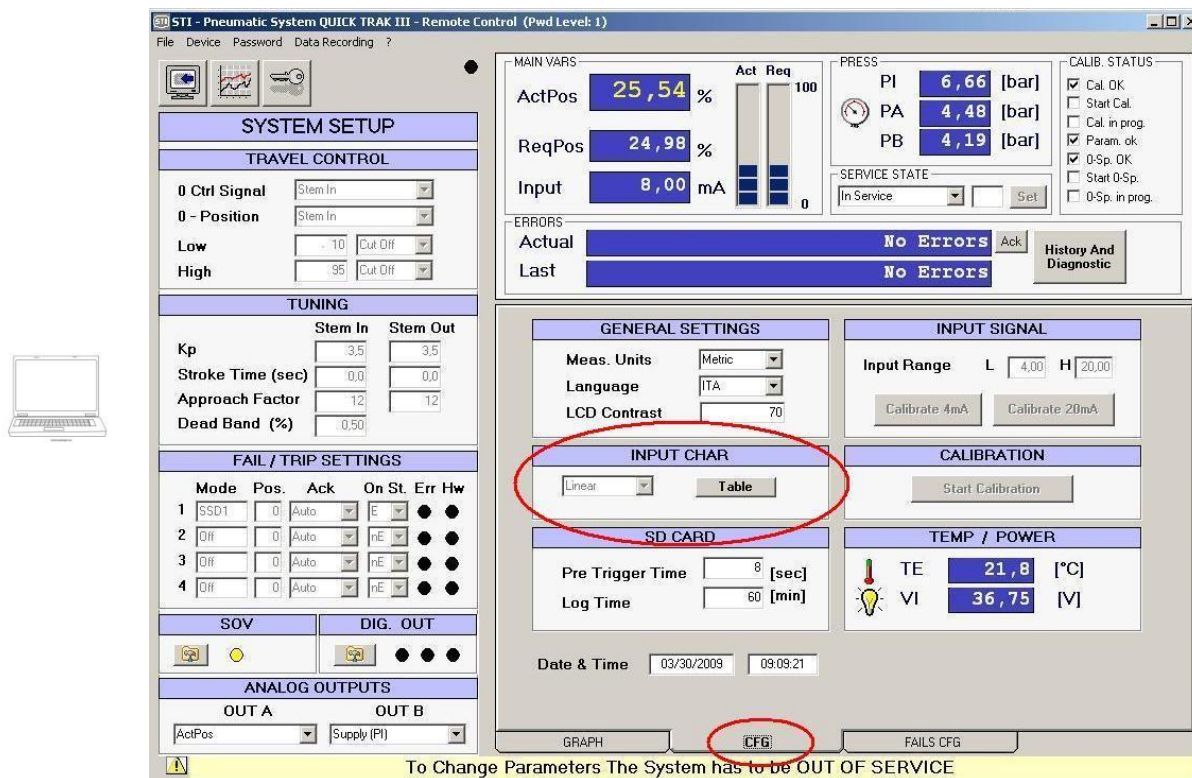 STI - Pneumatic System QUICK TRAK III - Remote Control (Pwd Level: 1)
File Device Password Data Recording ?
SYSTEM SETUP
TRAVEL CONTROL
0 Ctrl Signal Stem In
0 - Position Stem In
Low - 10 Cut Off
High 95 Cut Off
TUNING
Stem In Stem Out
Kp 3,5 3,5
Stroke Time (sec) 0,0 0,0
Approach Factor 12 12
Dead Band (%) 0,50
FAIL / TRIP SETTINGS
Mode Pos. Ack On St. Err Hw
1 SSD1 0 Auto E
2 Off 0 Auto nE
3 Off 0 Auto nE
4 Off 0 Auto nE
SOV DIG. OUT
ANALOG OUTPUTS
OUT A OUT B
ActPos Supply (PI)
MAIN VARS
Act Req
ActPos 25,54 %
100
ReqPos 24,98 %
Input 8,00 mA
0
PRESS
PI 6,66 [bar]
PA 4,48 [bar]
PB 4,19 [bar]
SERVICE STATE
In Service Set
CALIB. STATUS
Cal. OK
Start Cal.
Cal. in prog.
Param. ok
0-Sp. OK
Start 0-Sp.
0-Sp. in prog.
ERRORS
Actual No Errors Ack
Last No Errors
History And
Diagnostic
GENERAL SETTINGS
Meas. Units Metric
Language ITA
LCD Contrast 70
INPUT SIGNAL
Input Range L 4,00 H 20,00
Calibrate 4mA Calibrate 20mA
INPUT CHAR
Linear Table
CALIBRATION
Start Calibration
SD CARD
Pre Trigger Time 8 [sec]
Log Time 60 [min]
TEMP / POWER
TE 21,8 [°C]
VI 36,75 [V]
Date & Time 03/30/2009 09:09:21
GRAPH CFG FAILS CFG
To Change Parameters The System has to be OUT OF SERVICE